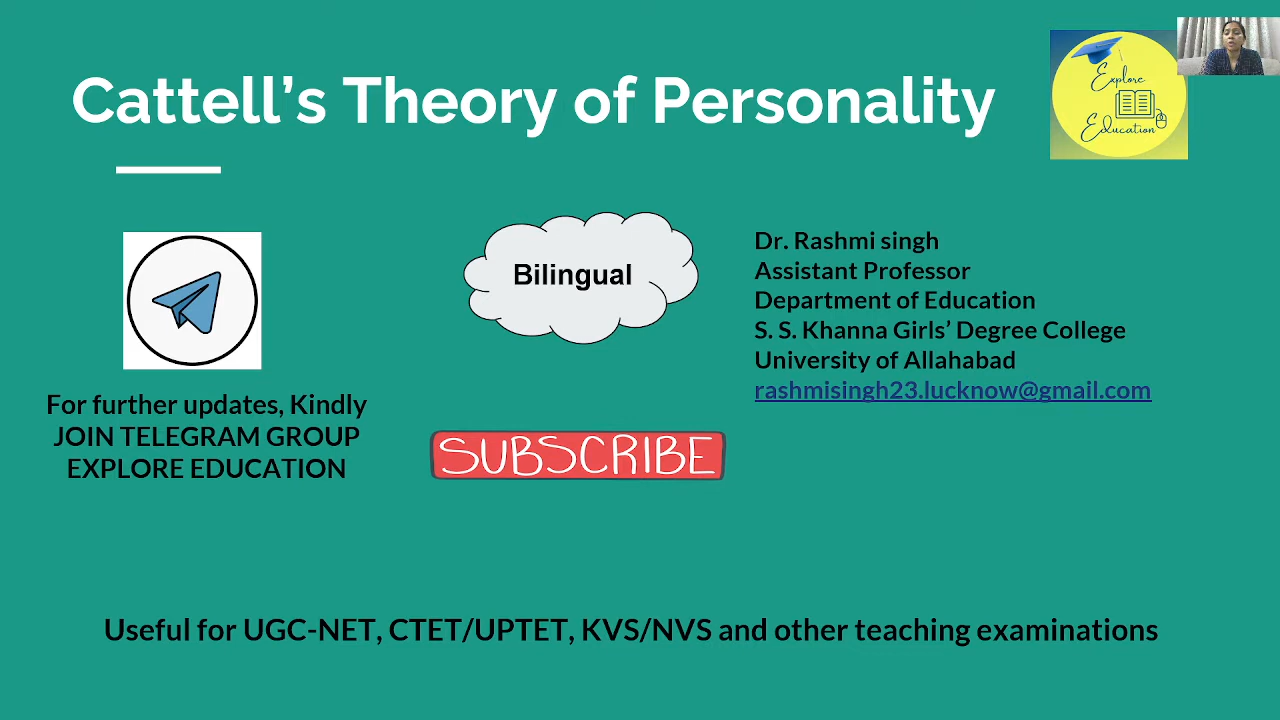 Cattell's Theory of Personality
Explore
Education
Bilingual
Dr. Rashmi singh
Assistant Professor
Department of Education
S. S. Khanna Girls' Degree College
University of Allahabad
rashmisingh23.lucknow@gmail.com
For further updates, Kindly
JOIN TELEGRAM GROUP
EXPLORE EDUCATION
SUBSCRIBE
Useful for UGC-NET, CTET/UPTET, KVS/NVS and other teaching examinations